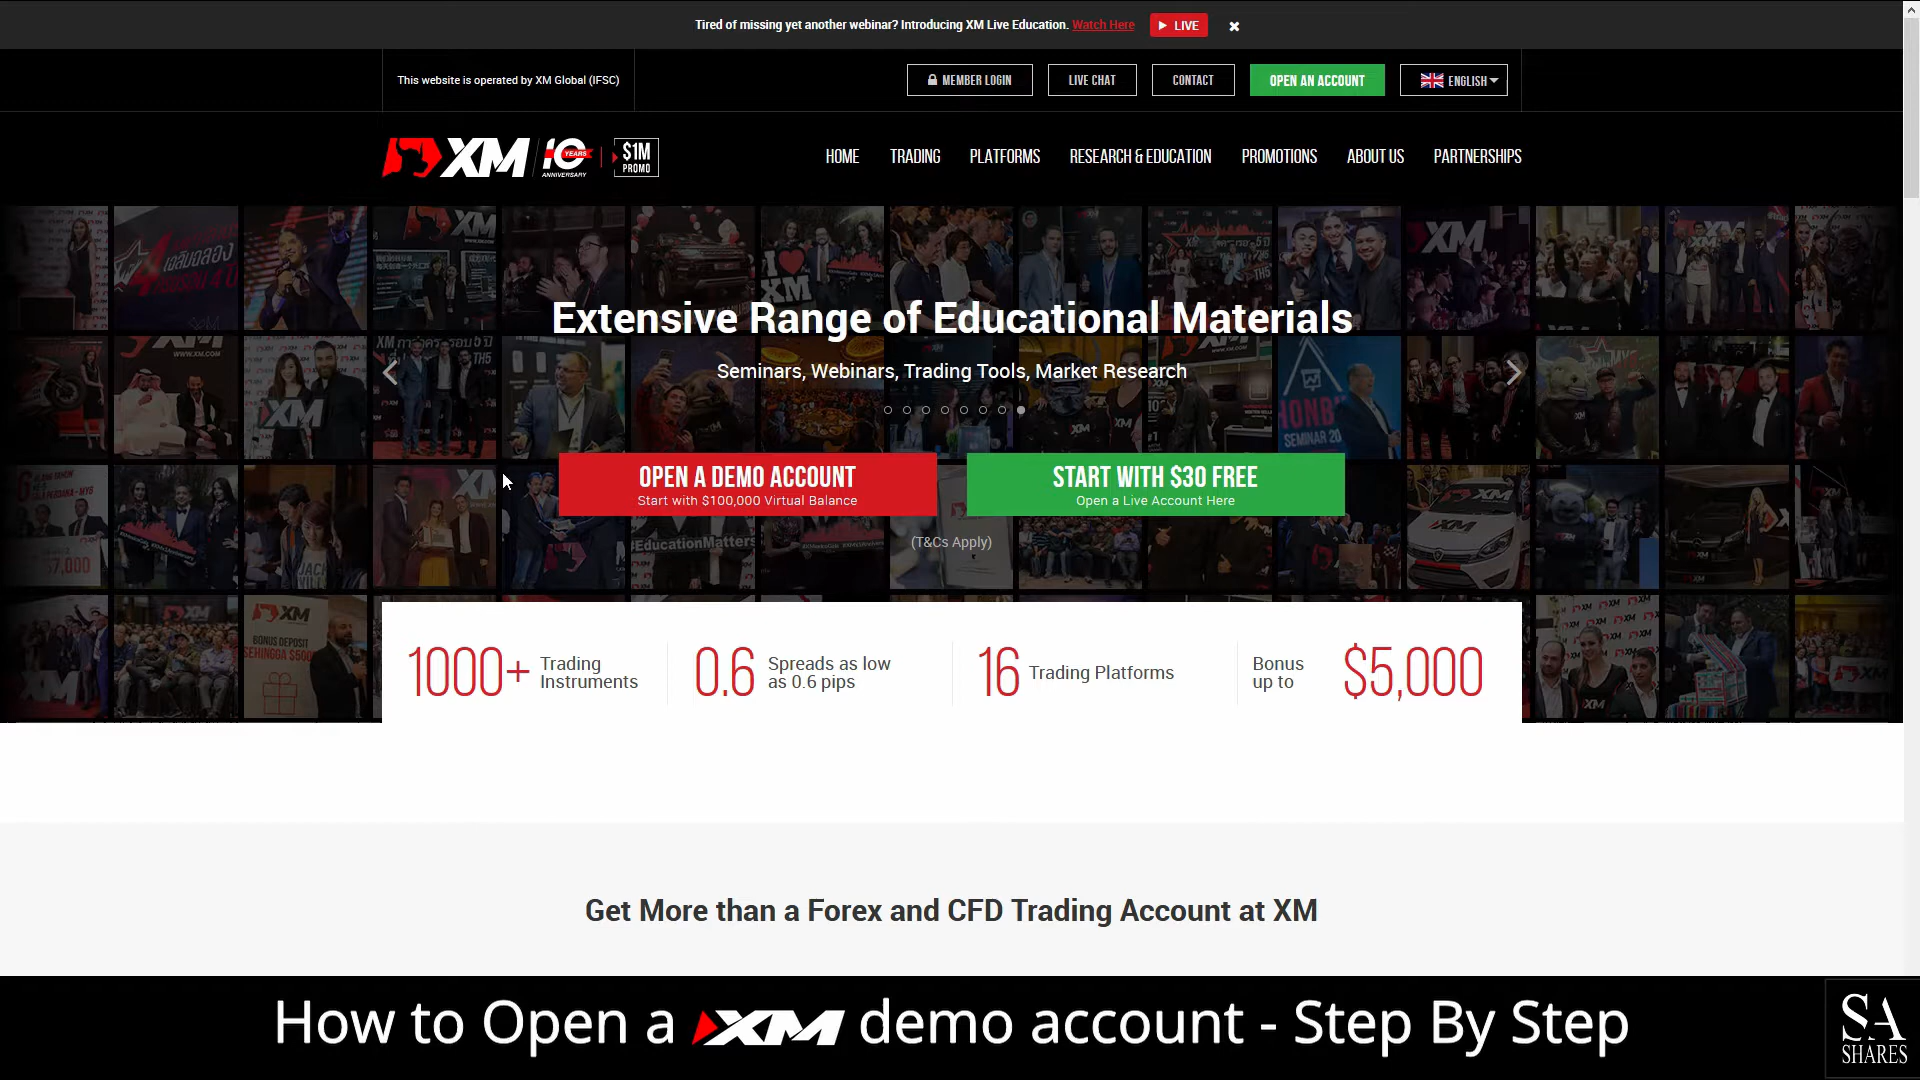 Tired of missing yet another webinar? Introducing XM Live Education. Watch Here LIVE
This website is operated by XM Global (IFSC)
MEMBER LOGIN
LIVE CHAT
CONTACT
OPEN AN ACCOUNT
ENGLISH
XM 10 YEARS ANNIVERSARY
$1M PROMO
HOME TRADING PLATFORMS RESEARCH & EDUCATION PROMOTIONS ABOUT US PARTNERSHIPS
Extensive Range of Educational Materials
Seminars, Webinars, Trading Tools, Market Research
OPEN A DEMO ACCOUNT
Start with $100,000 Virtual Balance
START WITH $30 FREE
Open a Live Account Here
#EducationMatters
(T&Cs Apply)
1000+ Trading Instruments
0.6 Spreads as low as 0.6 pips
16 Trading Platforms
Bonus up to $5,000
Get More than a Forex and CFD Trading Account at XM
How to Open a XM demo account - Step By Step
SA
SHARES